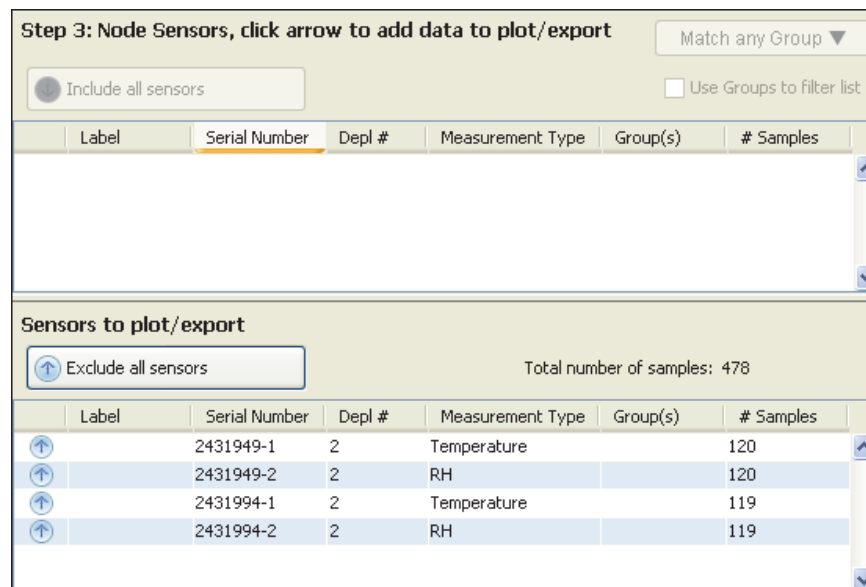 Step 3: Node Sensors, click arrow to add data to plot/export
Match any Group ▼
Include all sensors
Use Groups to filter list
Label Serial Number Depl # Measurement Type Group(s) # Samples
Sensors to plot/export
Exclude all sensors
Total number of samples: 478
Label Serial Number Depl # Measurement Type Group(s) # Samples
2431949-1 2 Temperature 120
2431949-2 2 RH 120
2431994-1 2 Temperature 119
2431994-2 2 RH 119